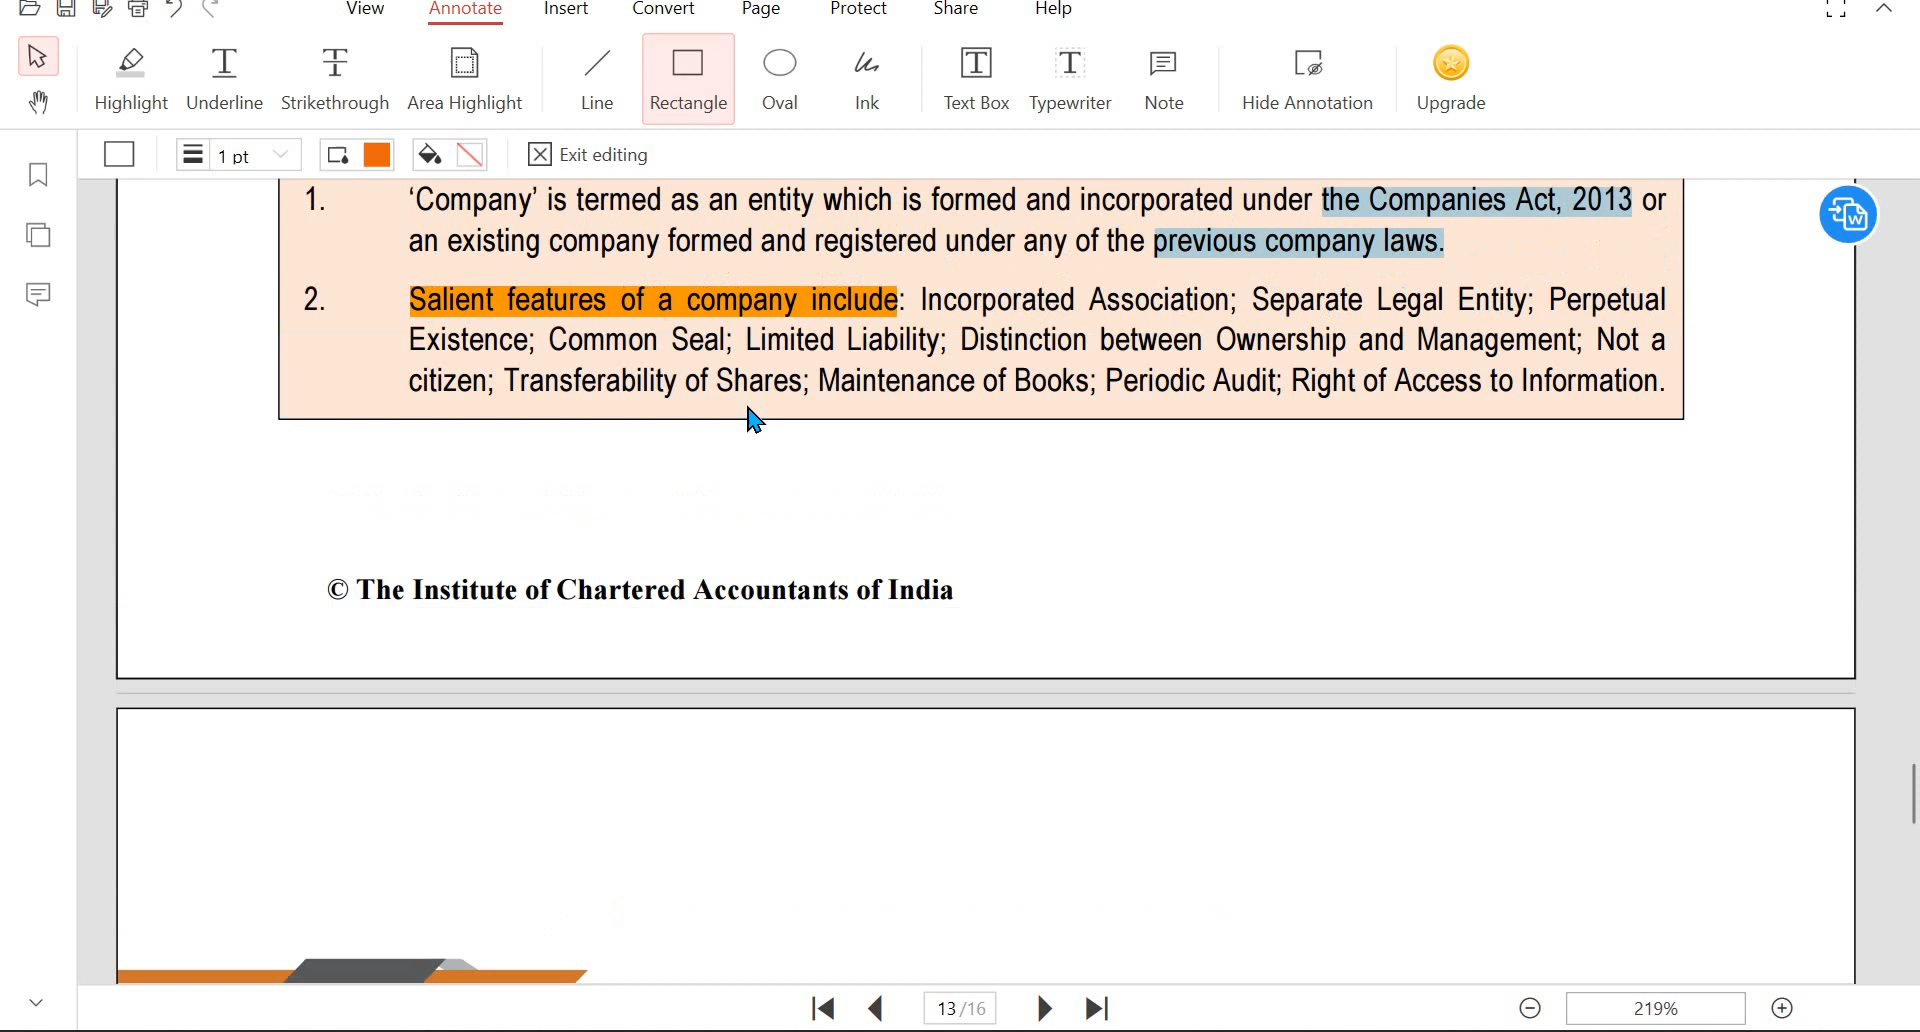 View Annotate Insert Convert Page Protect Share Help
Highlight Underline Strikethrough Area Highlight Line Rectangle Oval Ink Text Box Typewriter Note Hide Annotation Upgrade
1 pt Exit editing
1. ‘Company’ is termed as an entity which is formed and incorporated under the Companies Act, 2013 or
an existing company formed and registered under any of the previous company laws.
2. Salient features of a company include: Incorporated Association; Separate Legal Entity; Perpetual
Existence; Common Seal; Limited Liability; Distinction between Ownership and Management; Not a
citizen; Transferability of Shares; Maintenance of Books; Periodic Audit; Right of Access to Information.
© The Institute of Chartered Accountants of India
13 /16 219%